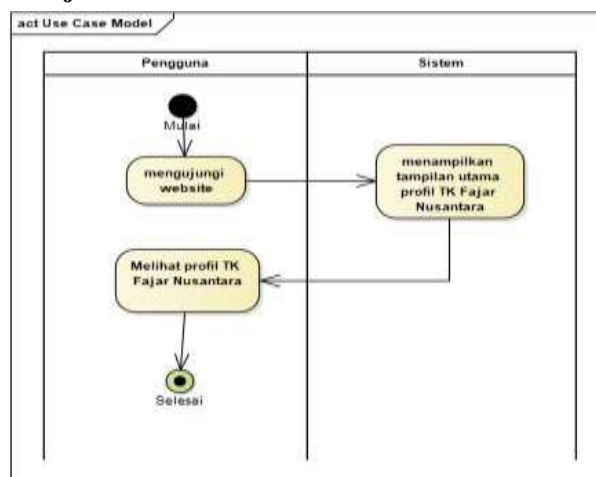 act Use Case Model
Pengguna
Sistem
Mulai
mengujungi
website
menampilkan
tampilan utama
profil TK Fajar
Nusantara
Melihat profil TK
Fajar Nusantara
Selesai